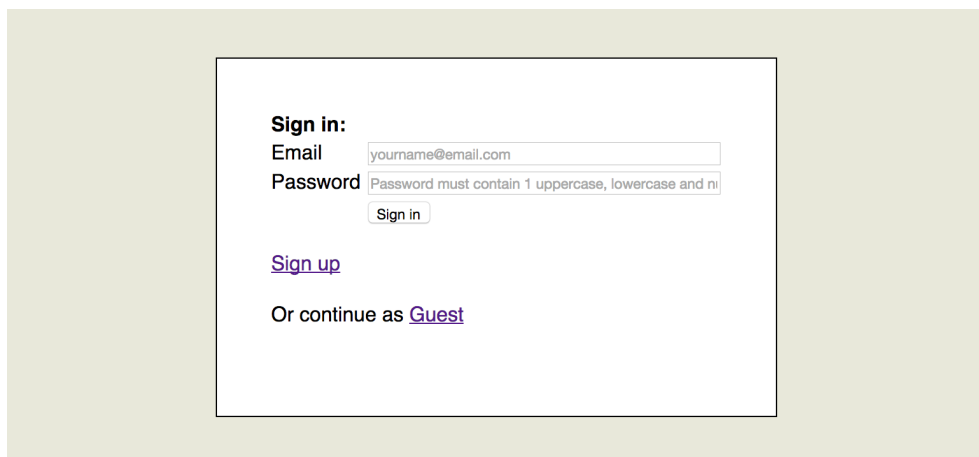 Sign in:
Email yourname@email.com
Password Password must contain 1 uppercase, lowercase and
Sign in
Sign up
Or continue as Guest